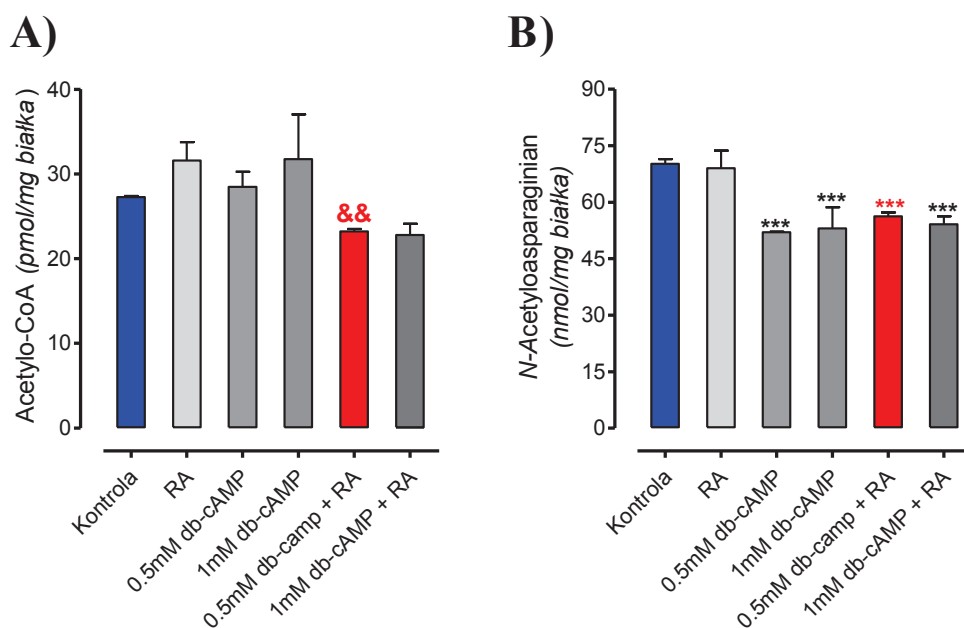 A)
Acetylo-CoA (pmol/mg białka)
40
30
20
10
0
&&
Kontrola
RA
0.5mM db-cAMP
1mM db-cAMP
0.5mM db-camp + RA
1mM db-cAMP + RA
B)
N-Acetyloasparaginian
(nmol/mg białka)
90
75
60
45
30
15
0
***
***
***
***
Kontrola
RA
0.5mM db-cAMP
1mM db-cAMP
0.5mM db-camp + RA
1mM db-cAMP + RA